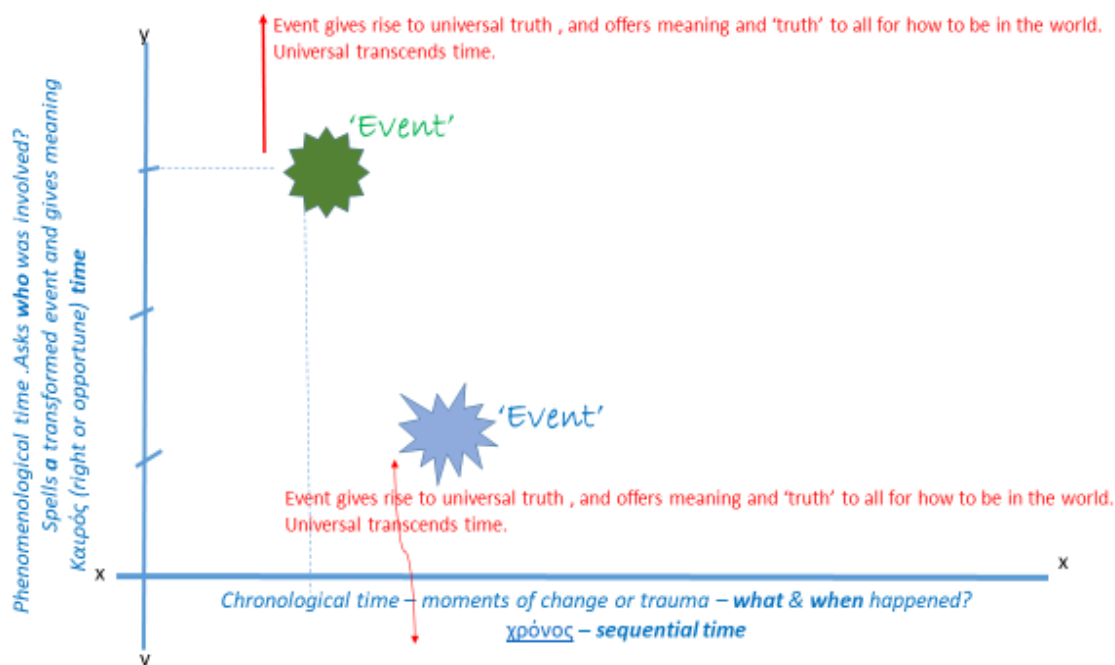 y
Event gives rise to universal truth , and offers meaning and ‘truth’ to all for how to be in the world.
Universal transcends time.
‘Event’
Phenomenological time .Asks who was involved?
Spells a transformed event and gives meaning
Καιρός (right or opportune) time
‘Event’
Event gives rise to universal truth , and offers meaning and ‘truth’ to all for how to be in the world.
Universal transcends time.
x
x
Chronological time – moments of change or trauma – what & when happened?
χρόνος – sequential time
y